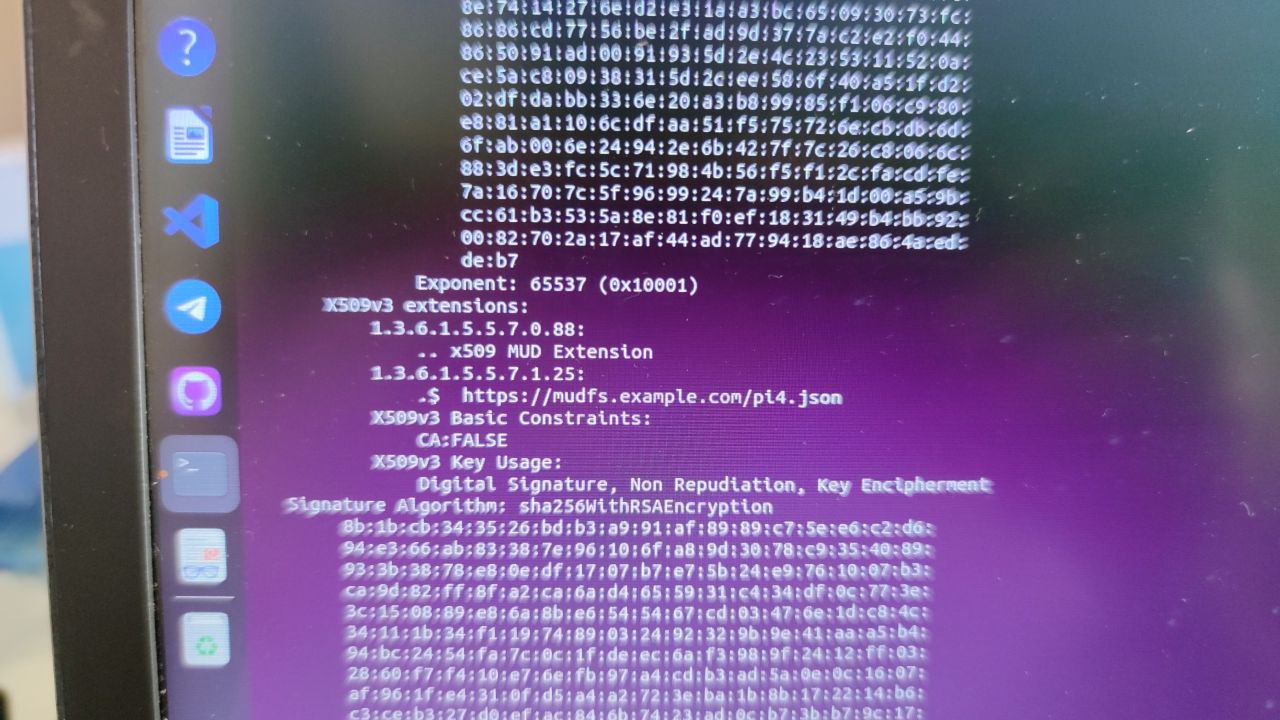 8e:74:14:27:6e:d2:e3:1a:a3:bc:65:09:30:73:fc:
86:86:cd:77:56:be:2f:ad:9d:37:7a:c2:e2:f0:44:
86:50:91:ad:00:91:93:5d:2e:4c:23:53:11:52:0a:
ce:5a:c8:09:38:31:5d:2c:ee:58:6f:40:a5:1f:d2:
02:df:da:bb:33:6e:20:a3:b8:99:85:f1:06:c9:80:
e8:81:a1:10:6c:df:aa:51:f5:75:72:6e:cb:db:6d:
6f:ab:00:6e:24:94:2e:6b:42:7f:7c:26:c8:06:6c:
88:3d:e3:fc:5c:71:98:4b:56:f5:f1:2c:fa:cd:fe:
7a:16:70:7c:5f:96:99:24:7a:99:b4:1d:00:a5:9b:
cc:61:b3:53:5a:8e:81:f0:ef:18:31:49:b4:bb:92:
00:82:70:2a:17:af:44:ad:77:94:18:ae:86:4a:ed:
de:b7
Exponent: 65537 (0x10001)
X509v3 extensions:
1.3.6.1.5.5.7.0.88:
.. x509 MUD Extension
1.3.6.1.5.5.7.1.25:
.$ https://mudfs.example.com/pi4.json
X509v3 Basic Constraints:
CA:FALSE
X509v3 Key Usage:
Digital Signature, Non Repudiation, Key Encipherment
Signature Algorithm: sha256WithRSAEncryption
8b:1b:cb:34:35:26:bd:b3:a9:91:af:89:89:c7:5e:e6:c2:d6:
94:e3:66:ab:83:38:7e:96:10:6f:a8:9d:30:78:c9:35:40:89:
93:3b:38:78:e8:0e:df:17:07:b7:e7:5b:24:e9:76:10:07:b3:
ca:9d:82:ff:8f:a2:ca:6a:d4:65:59:31:c4:34:df:0c:77:3e:
3c:15:08:89:e8:6a:8b:e6:54:54:67:cd:03:47:6e:1d:c8:4c:
34:11:1b:34:f1:19:74:89:03:24:92:32:9b:9e:41:aa:a5:b4:
94:bc:24:54:fa:7c:0c:1f:de:ec:6a:f3:98:9f:24:12:ff:03:
28:60:f7:f4:10:e7:6e:fb:97:a4:cd:b3:ad:5a:0e:0c:16:07:
af:96:1f:e4:31:0f:d5:a4:a2:72:3e:ba:1b:8b:17:22:14:b6:
c3:ce:b3:27:d0:ef:ac:84:6b:74:23:ad:0c:b7:3b:b7:9c:17: